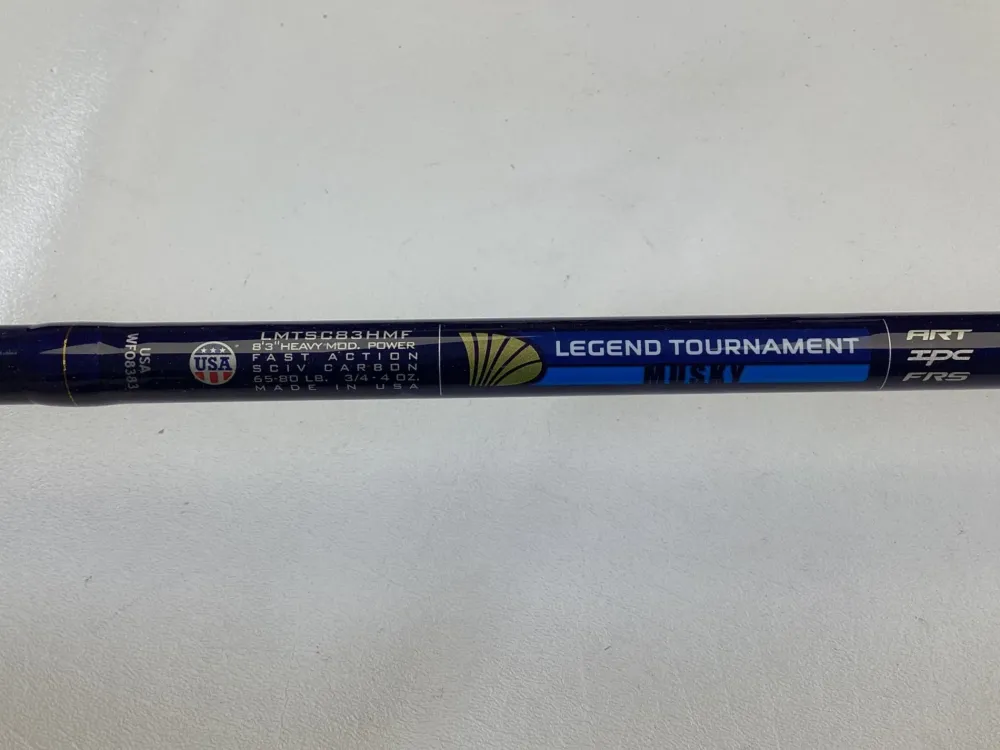 USA
USA
LMTSC83HMF
8'3" HEAVY MOD. POWER
FAST ACTION
SCIV CARBON
65-80 LB. 3/4-4 OZ.
MADE IN USA
LEGEND TOURNAMENT
MUSKY
ART
IPC
FRS